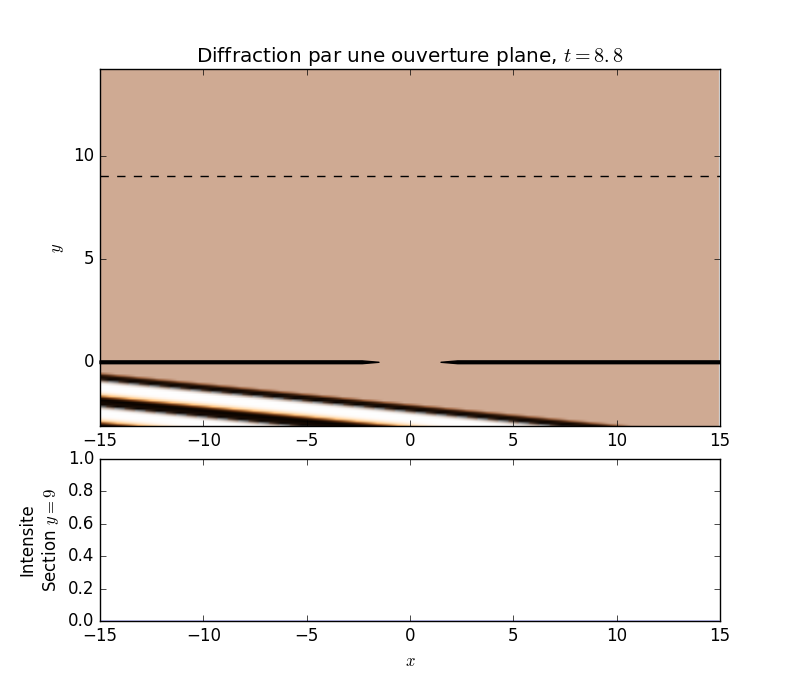 Diffraction par une ouverture plane, t = 8.8
10
5
0
y
−15 −10 −5 0 5 10 15
1.0
0.8
0.6
0.4
0.2
0.0
Intensite
Section y = 9
−15 −10 −5 0 5 10 15
x